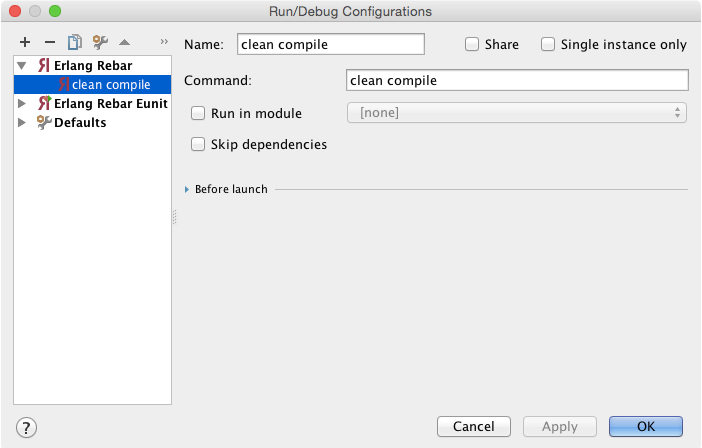 Run/Debug Configurations
Name: clean compile Share Single instance only
Erlang Rebar
clean compile
Erlang Rebar Eunit
Defaults
Command: clean compile
Run in module [none]
Skip dependencies
Before launch
? Cancel Apply OK